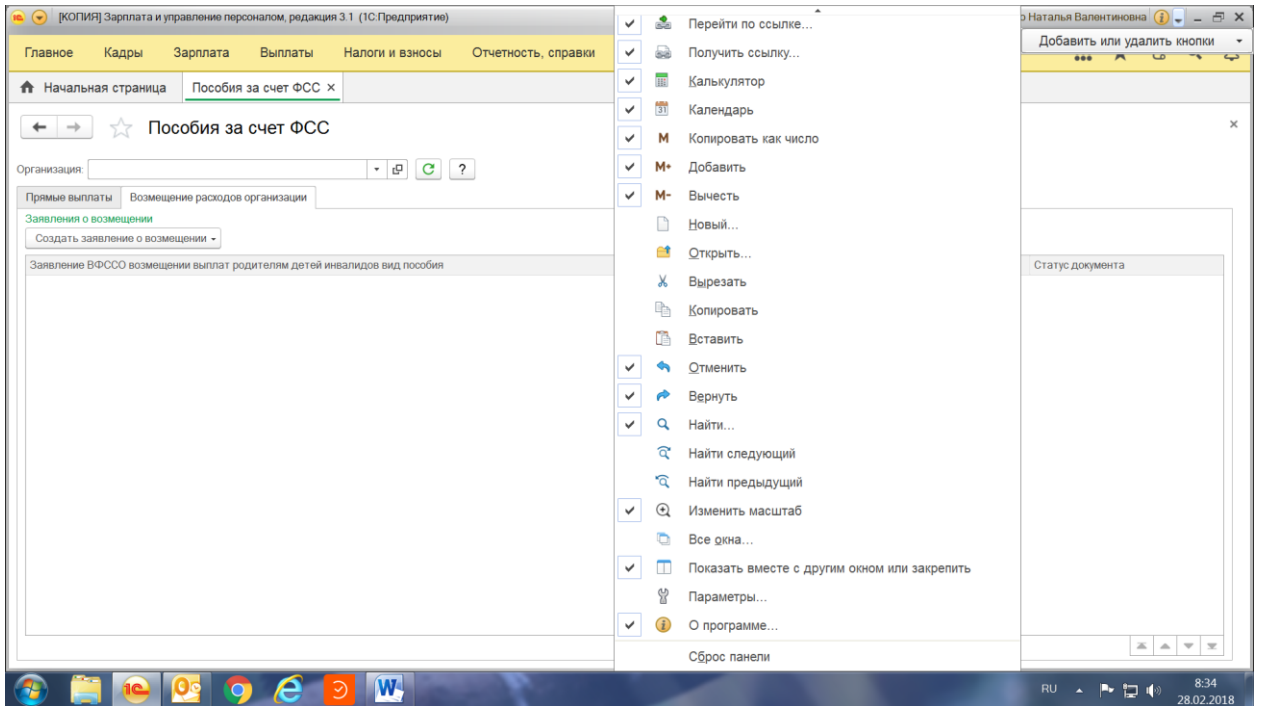 [КОПИЯ] Зарплата и управление персоналом, редакция 3.1 (1С:Предприятие)
Наталья Валентиновна
Добавить или удалить кнопки
Главное Кадры Зарплата Выплаты Налоги и взносы Отчетность, справки
Начальная страница Пособия за счет ФСС ×
Пособия за счет ФСС
Организация:
?
Прямые выплаты Возмещение расходов организации
Заявления о возмещении
Создать заявление о возмещении
Заявление ВФССО возмещении выплат родителям детей инвалидов вид пособия
Статус документа
Перейти по ссылке...
Получить ссылку...
Калькулятор
31 Календарь
M Копировать как число
M+ Добавить
M- Вычесть
Новый...
Открыть...
Вырезать
Копировать
Вставить
Отменить
Вернуть
Найти...
Найти следующий
Найти предыдущий
Изменить масштаб
Все окна...
Показать вместе с другим окном или закрепить
Параметры...
О программе...
Сброс панели
RU
8:34
28.02.2018